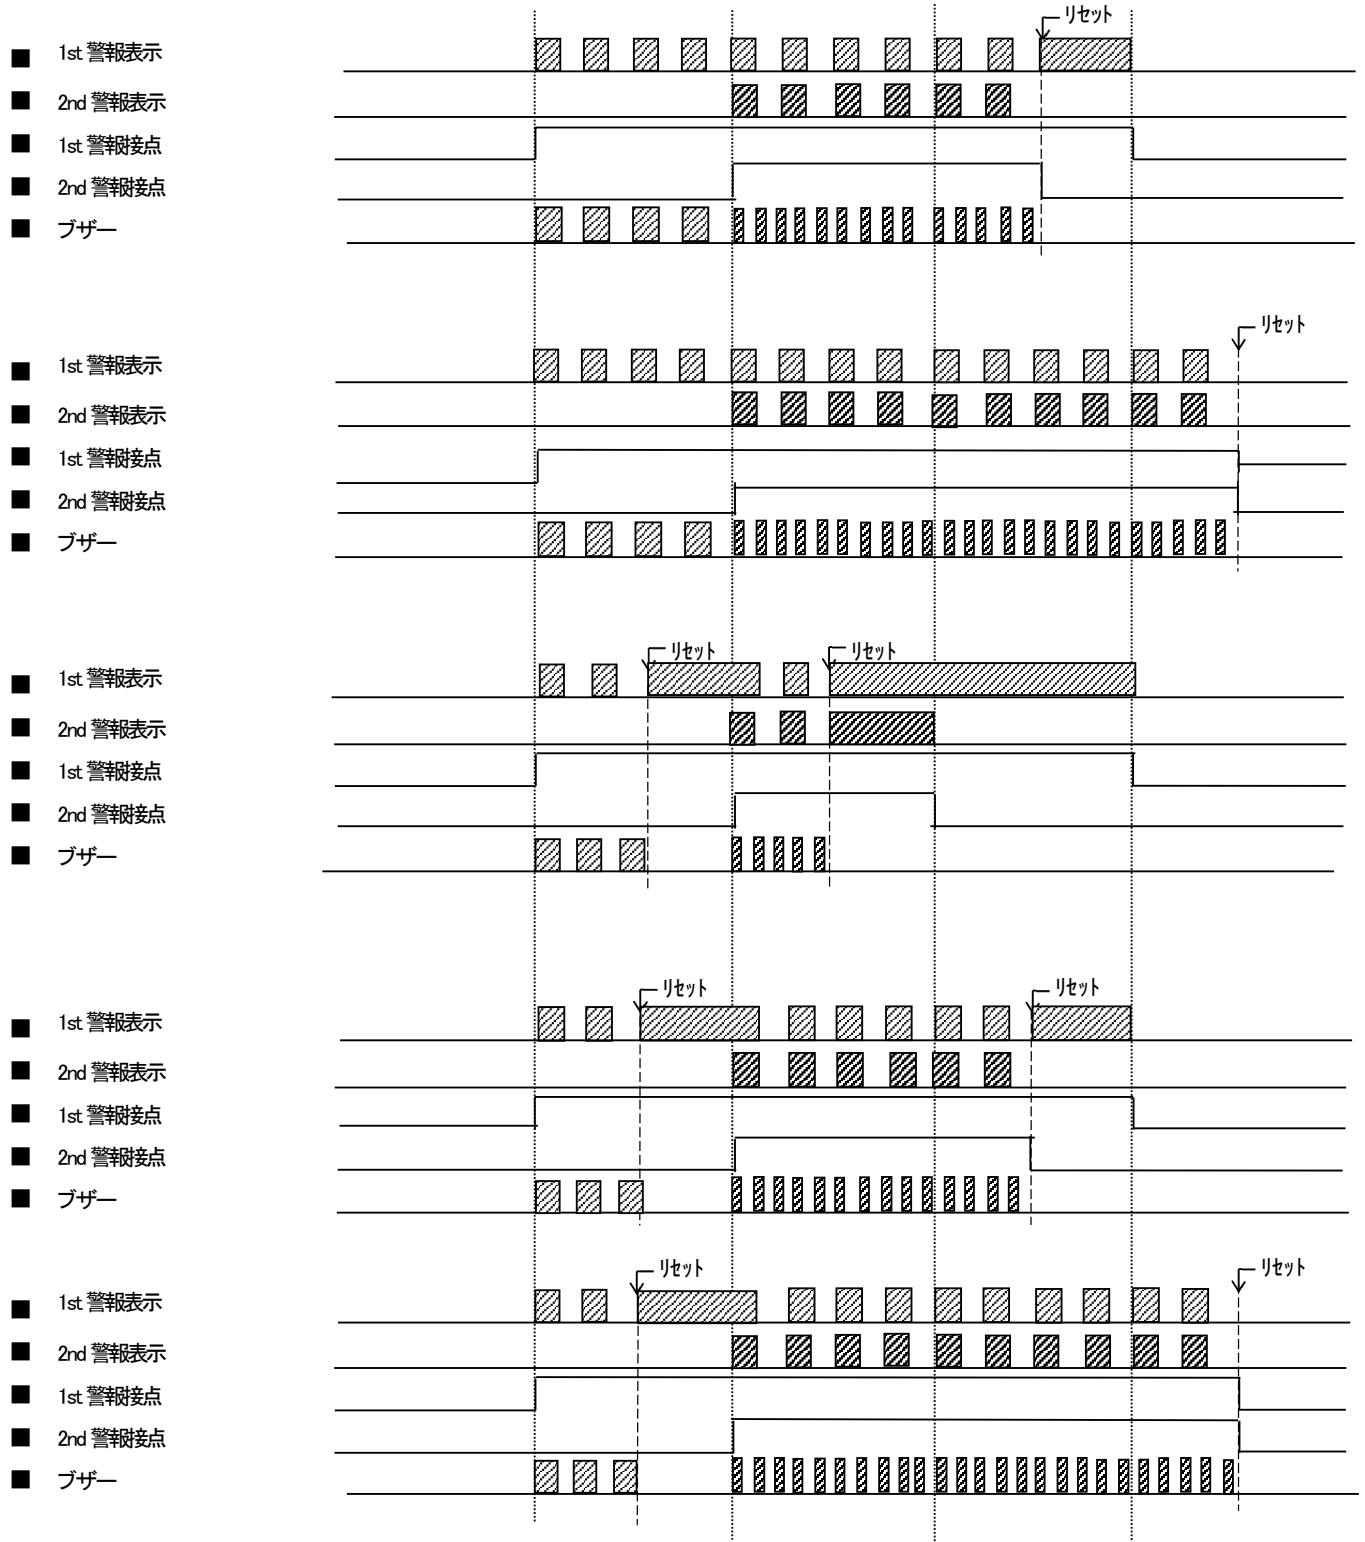 リセット
■ 1st 警報表示
■ 2nd 警報表示
■ 1st 警報接点
■ 2nd 警報接点
■ ブザー
リセット
■ 1st 警報表示
■ 2nd 警報表示
■ 1st 警報接点
■ 2nd 警報接点
■ ブザー
リセット リセット
■ 1st 警報表示
■ 2nd 警報表示
■ 1st 警報接点
■ 2nd 警報接点
■ ブザー
リセット リセット
■ 1st 警報表示
■ 2nd 警報表示
■ 1st 警報接点
■ 2nd 警報接点
■ ブザー
リセット リセット
■ 1st 警報表示
■ 2nd 警報表示
■ 1st 警報接点
■ 2nd 警報接点
■ ブザー